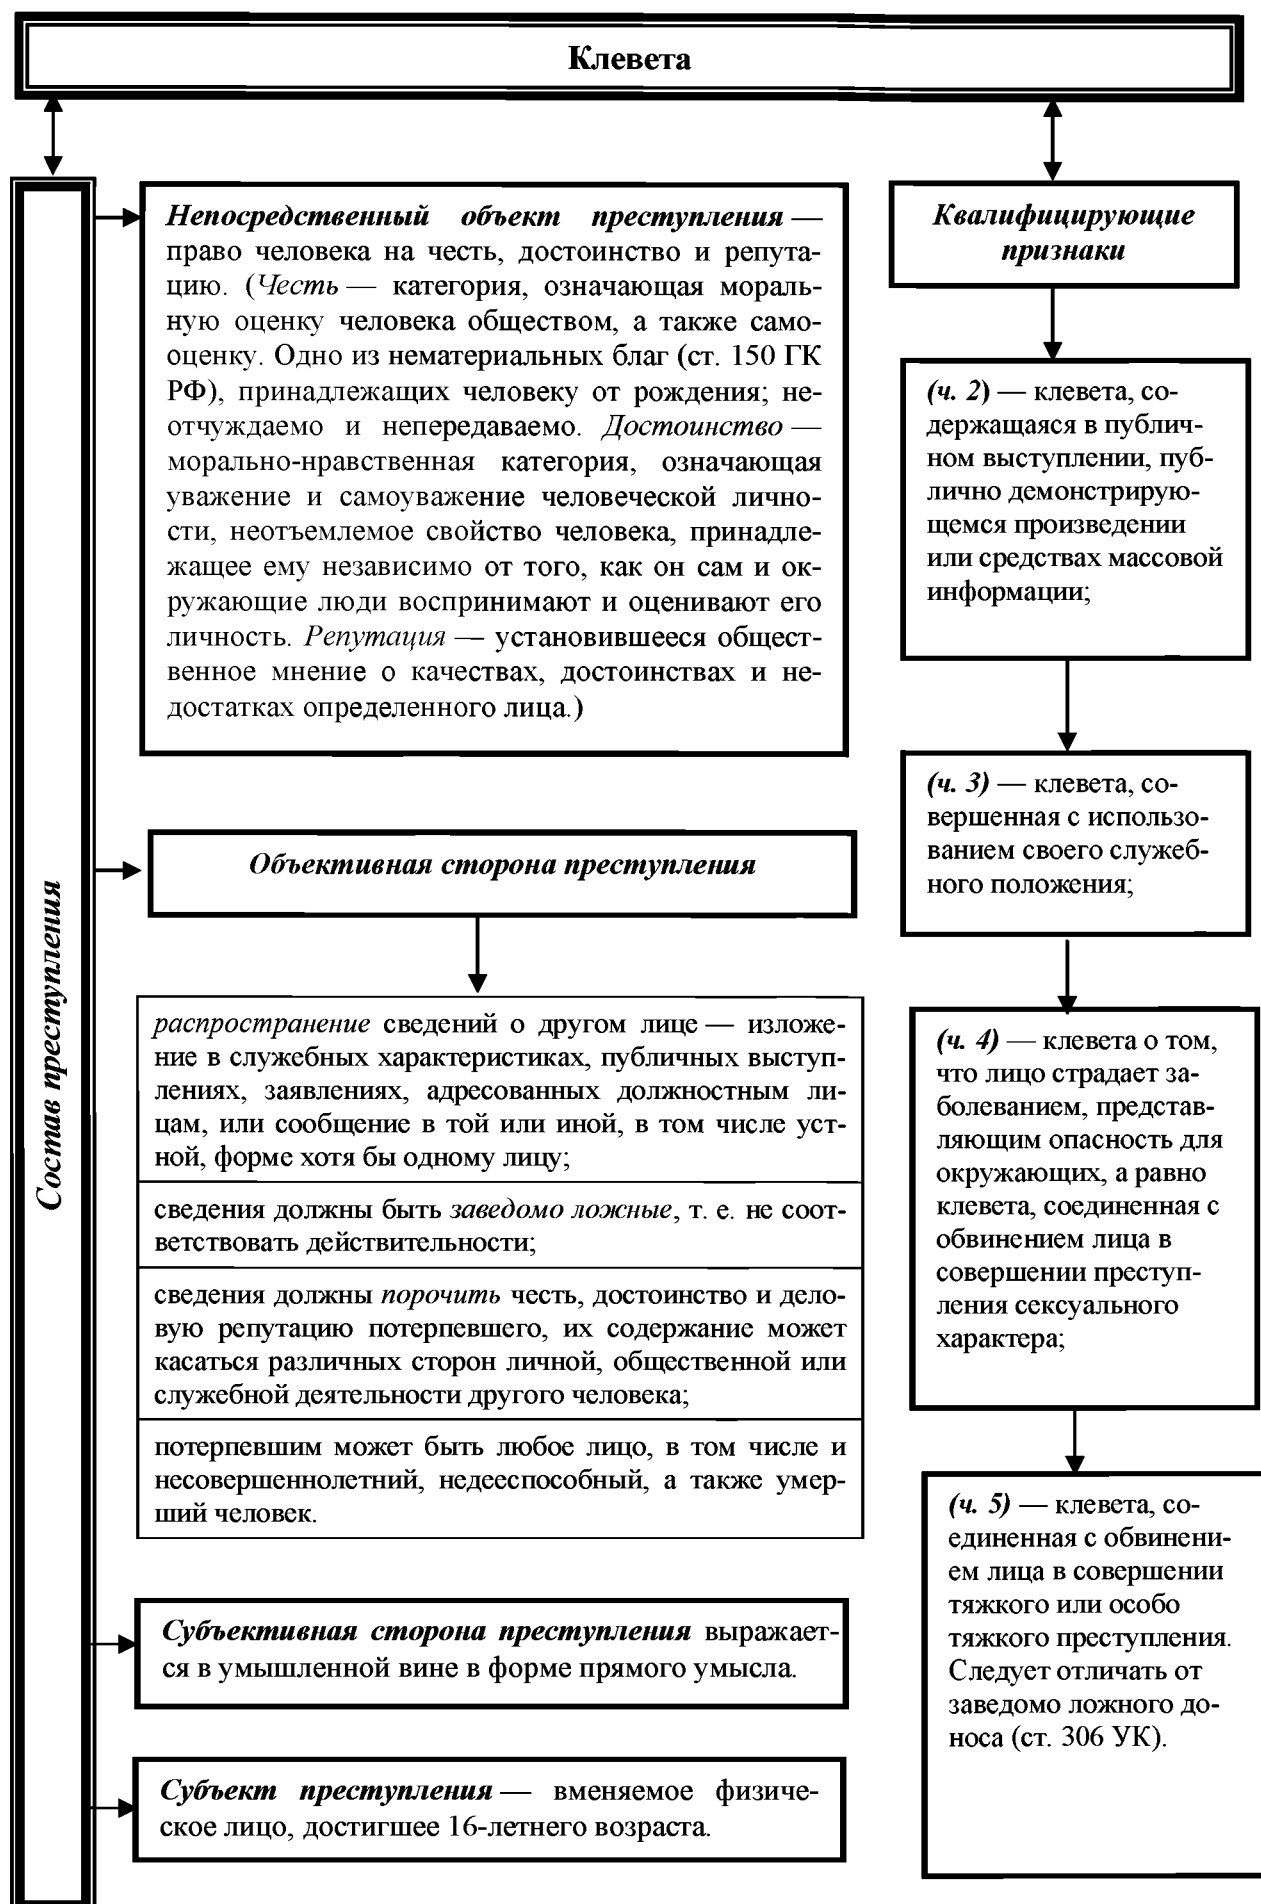 Клевета
Состав преступления
Непосредственный объект преступления —
право человека на честь, достоинство и репута-
цию. (Честь — категория, означающая мораль-
ную оценку человека обществом, а также само-
оценку. Одно из нематериальных благ (ст. 150 ГК
РФ), принадлежащих человеку от рождения; не-
отчуждаемо и непередаваемо. Достоинство —
морально-нравственная категория, означающая
уважение и самоуважение человеческой лично-
сти, неотъемлемое свойство человека, принадле-
жащее ему независимо от того, как он сам и ок-
ружающие люди воспринимают и оценивают его
личность. Репутация — установившееся общест-
венное мнение о качествах, достоинствах и не-
достатках определенного лица.)
Объективная сторона преступления
распространение сведений о другом лице — изложе-
ние в служебных характеристиках, публичных выступ-
лениях, заявлениях, адресованных должностным ли-
цам, или сообщение в той или иной, в том числе уст-
ной, форме хотя бы одному лицу;
сведения должны быть заведомо ложные, т. е. не соот-
ветствовать действительности;
сведения должны порочить честь, достоинство и дело-
вую репутацию потерпевшего, их содержание может
касаться различных сторон личной, общественной или
служебной деятельности другого человека;
потерпевшим может быть любое лицо, в том числе и
несовершеннолетний, недееспособный, а также умер-
ший человек.
Субъективная сторона преступления выражает-
ся в умышленной вине в форме прямого умысла.
Субъект преступления — вменяемое физиче-
ское лицо, достигшее 16-летнего возраста.
Квалифицирующие
признаки
(ч. 2) — клевета, со-
держащаяся в публич-
ном выступлении, пуб-
лично демонстрирую-
щемся произведении
или средствах массовой
информации;
(ч. 3) — клевета, со-
вершенная с использо-
ванием своего служеб-
ного положения;
(ч. 4) — клевета о том,
что лицо страдает за-
болеванием, представ-
ляющим опасность для
окружающих, а равно
клевета, соединенная с
обвинением лица в
совершении преступ-
ления сексуального
характера;
(ч. 5) — клевета, со-
единенная с обвинени-
ем лица в совершении
тяжкого или особо
тяжкого преступления.
Следует отличать от
заведомо ложного до-
носа (ст. 306 УК).